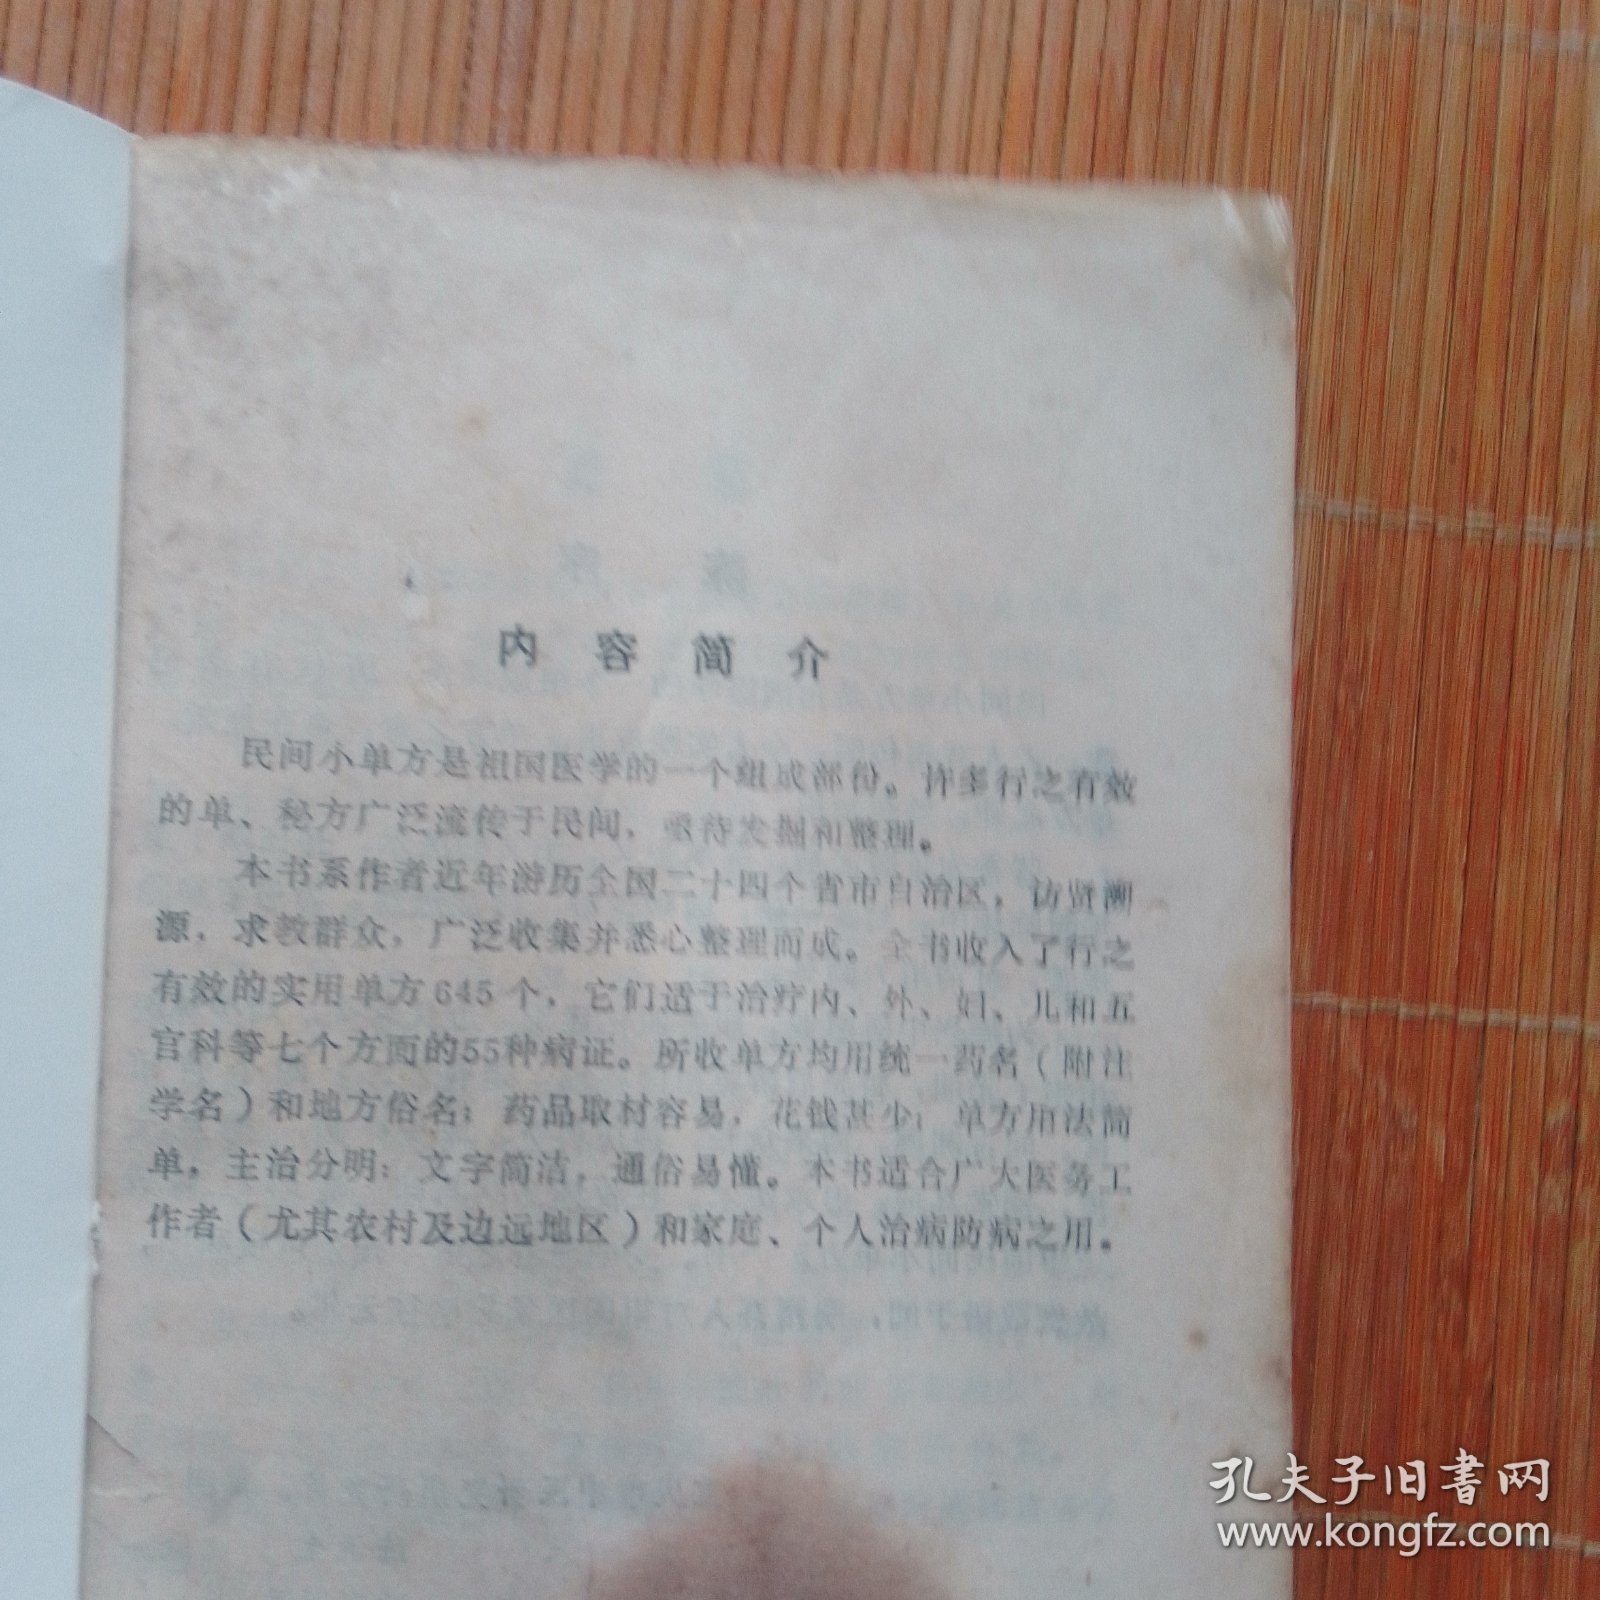 内容简介
民间小单方是祖国医学的一个组成部份。许多行之有效
的单、秘方广泛流传于民间，亟待发掘和整理。
本书系作者近年游历全国二十四个省市自治区，访贤溯
源，求教群众，广泛收集并悉心整理而成。全书收入了行之
有效的实用单方645个，它们适于治疗内、外、妇、儿和五
官科等七个方面的55种病证。所收单方均用统一药名（附注
学名）和地方俗名；药品取材容易，花钱甚少；单方用法简
单，主治分明；文字简洁，通俗易懂。本书适合广大医务工
作者（尤其农村及边远地区）和家庭、个人治病防病之用。
孔夫子旧书网
www.kongfz.com